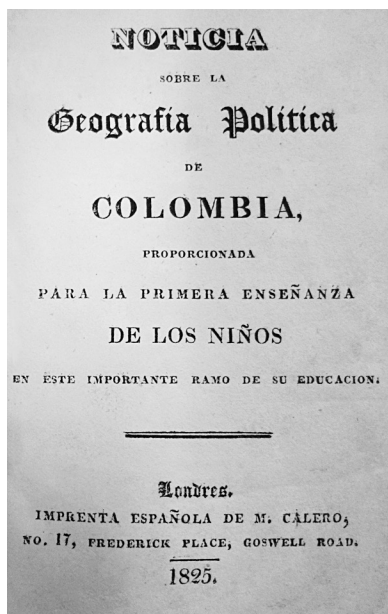 NOTICIA
SOBRE LA
Geografía Política
DE
COLOMBIA,
PROPORCIONADA
PARA LA PRIMERA ENSEÑANZA
DE LOS NIÑOS
EN ESTE IMPORTANTE RAMO DE SU EDUCACION.
Londres.
IMPRENTA ESPAÑOLA DE M. CALERO,
NO. 17, FREDERICK PLACE, GOSWELL ROAD.
1825.